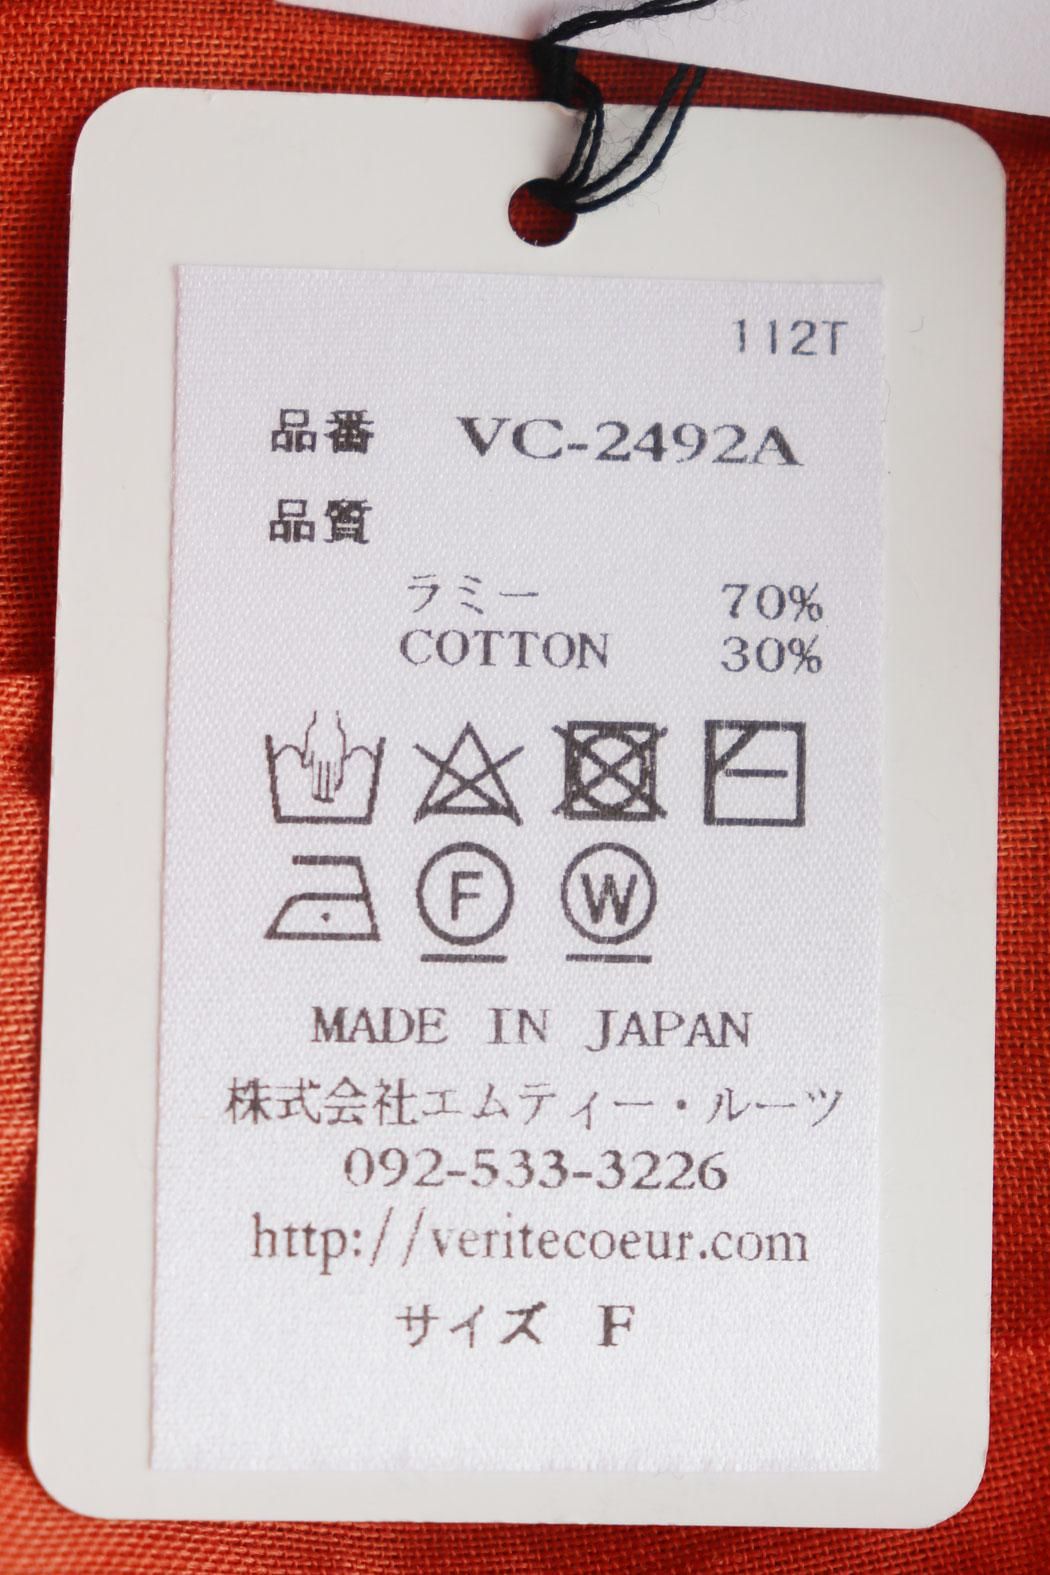 112T
品番 VC-2492A
品質
ラミー 70%
COTTON 30%
F W
MADE IN JAPAN
株式会社エムティー・ルーツ
092-533-3226
http://veritecoeur.com
サイズ F